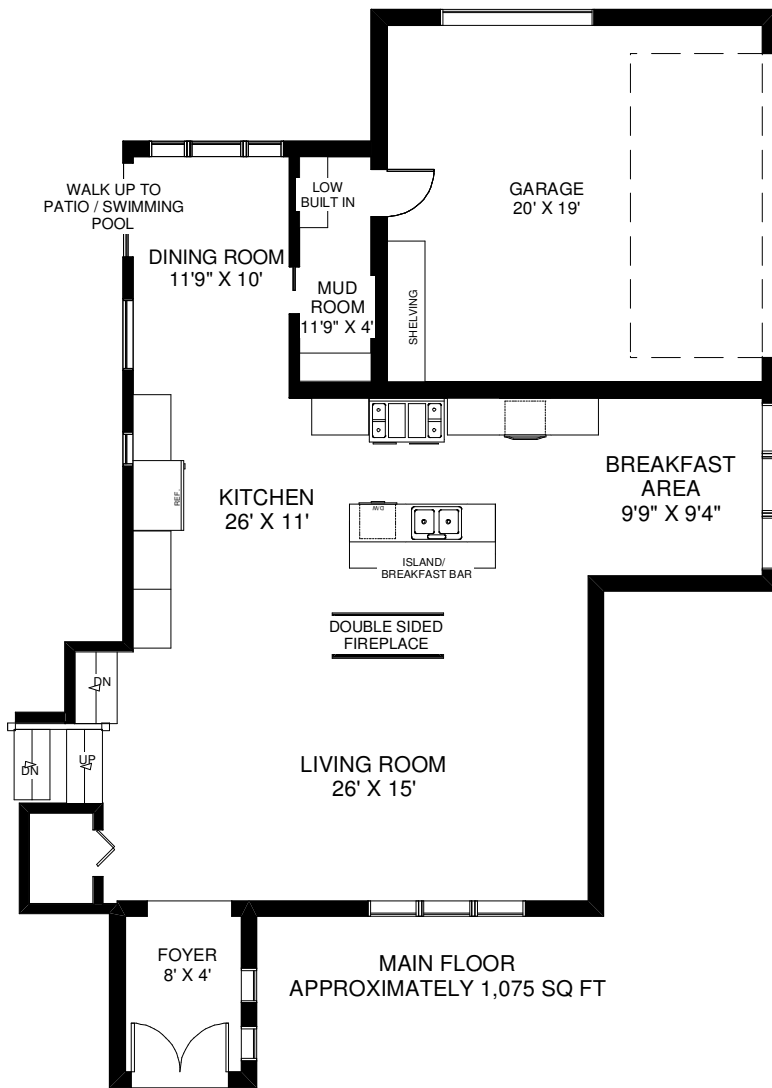 GARAGE
20' X 19'
LOW
BUILT IN
WALK UP TO
PATIO / SWIMMING
POOL
DINING ROOM
11'9" X 10'
MUD
ROOM
11'9" X 4'
SHELVING
BREAKFAST
AREA
9'9" X 9'4"
KITCHEN
26' X 11'
REF.
DW
ISLAND/
BREAKFAST BAR
DOUBLE SIDED
FIREPLACE
DN
UP
DN
LIVING ROOM
26' X 15'
FOYER
8' X 4'
MAIN FLOOR
APPROXIMATELY 1,075 SQ FT